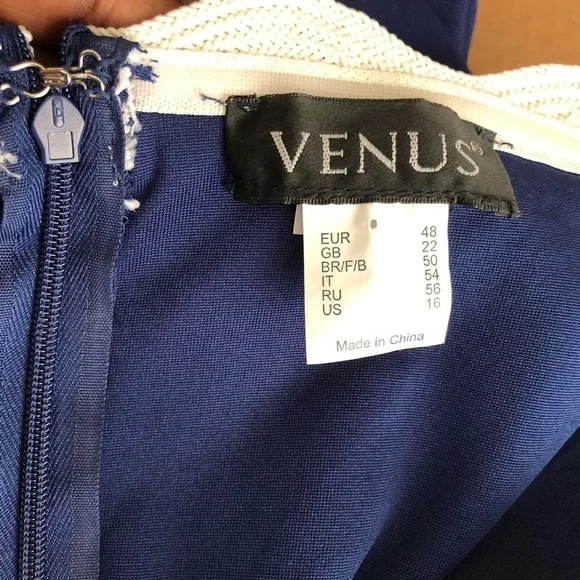 VENUS®
EUR 48
GB 22
BR/F/B 50
IT 54
RU 56
US 16
Made in China